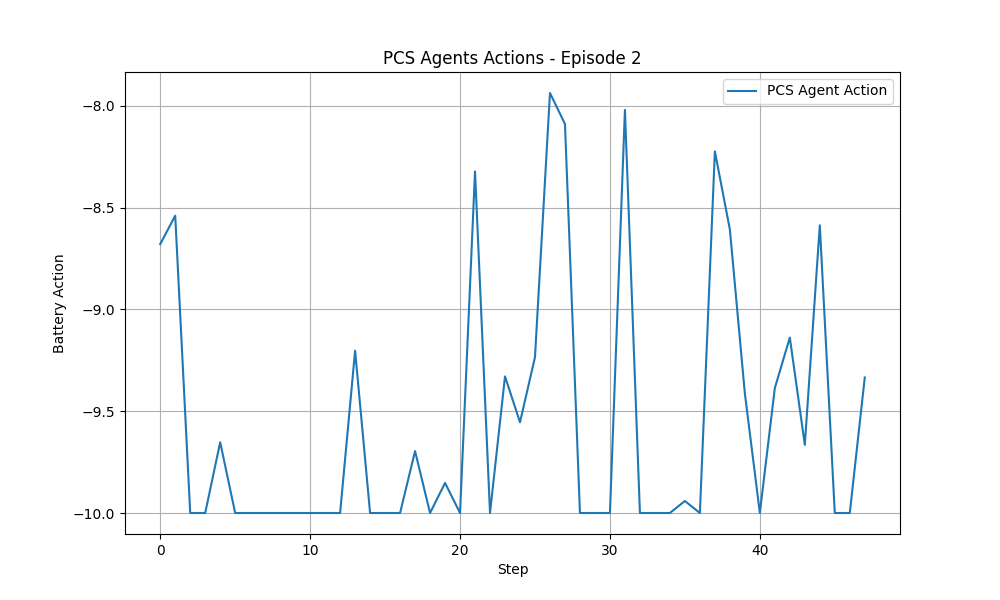 PCS Agents Actions - Episode 2
PCS Agent Action
−8.0
−8.5
−9.0
−9.5
−10.0
Battery Action
0 10 20 30 40
Step